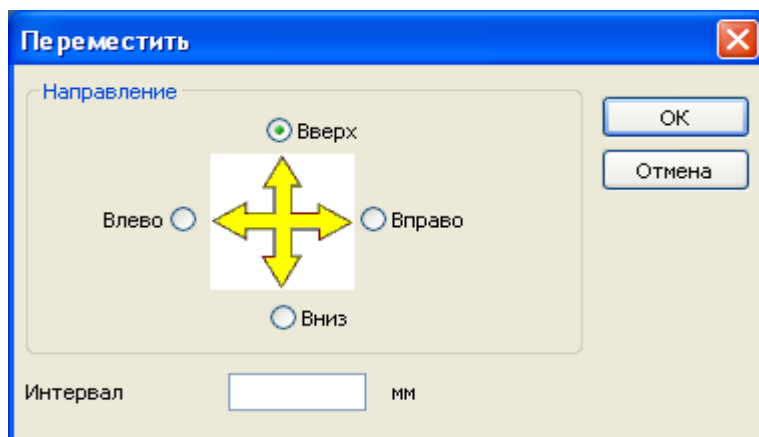 Переместить
Направление
Вверх
Влево
Вправо
Вниз
OK
Отмена
Интервал мм